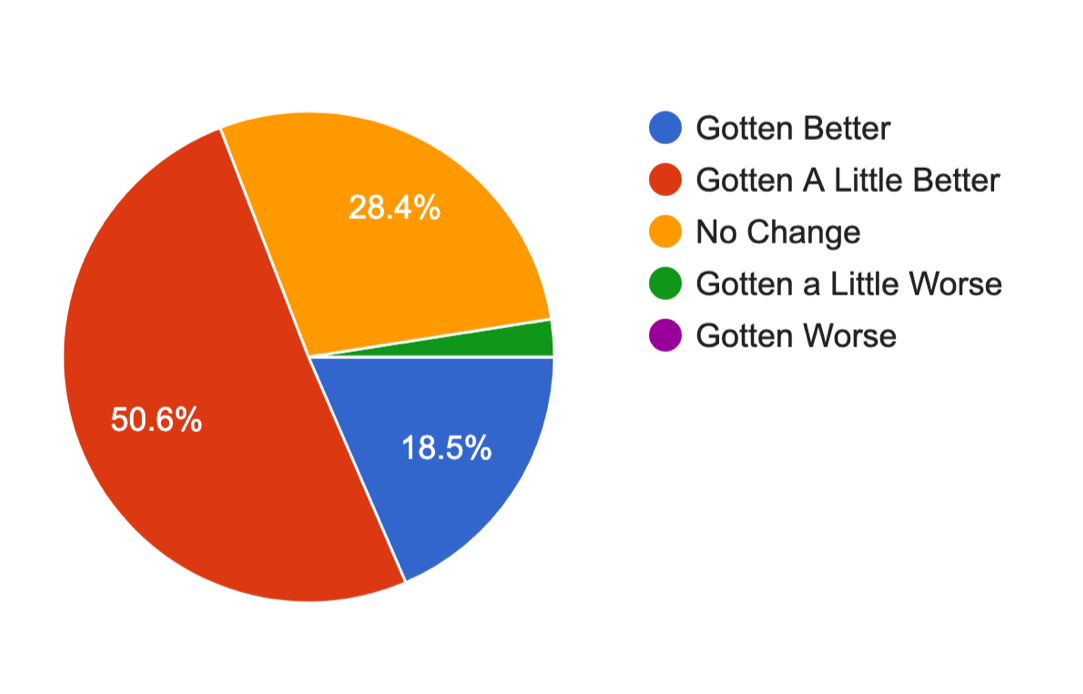 28.4%
50.6%
18.5%
Gotten Better
Gotten A Little Better
No Change
Gotten a Little Worse
Gotten Worse